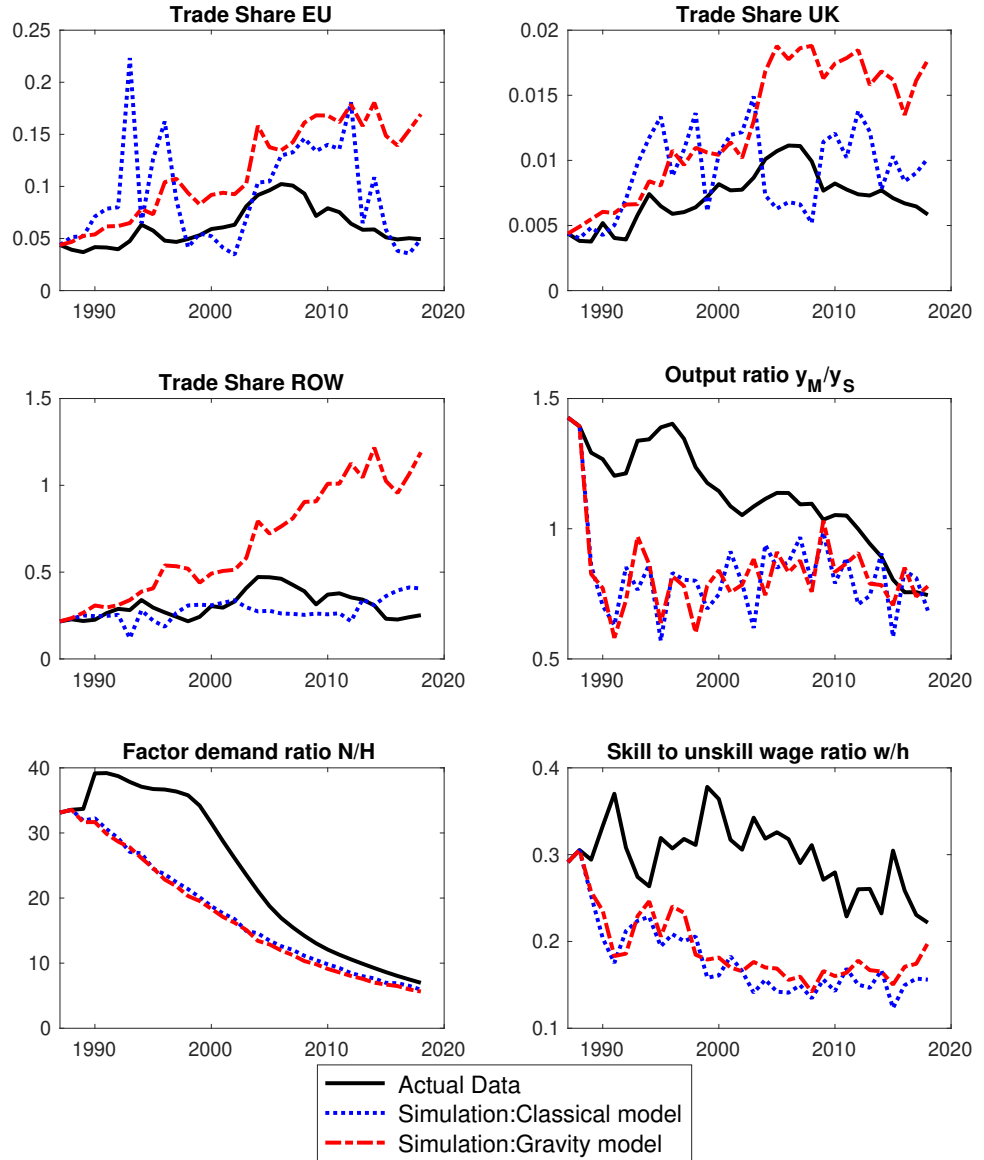 Trade Share EU
0.25
0.2
0.15
0.1
0.05
0
1990 2000 2010 2020
Trade Share UK
0.02
0.015
0.01
0.005
0
1990 2000 2010 2020
Trade Share ROW
1.5
1
0.5
0
1990 2000 2010 2020
Output ratio y_M/y_S
1.5
1
0.5
1990 2000 2010 2020
Factor demand ratio N/H
40
30
20
10
0
1990 2000 2010 2020
Skill to unskill wage ratio w/h
0.4
0.3
0.2
0.1
1990 2000 2010 2020
Actual Data
Simulation:Classical model
Simulation:Gravity model